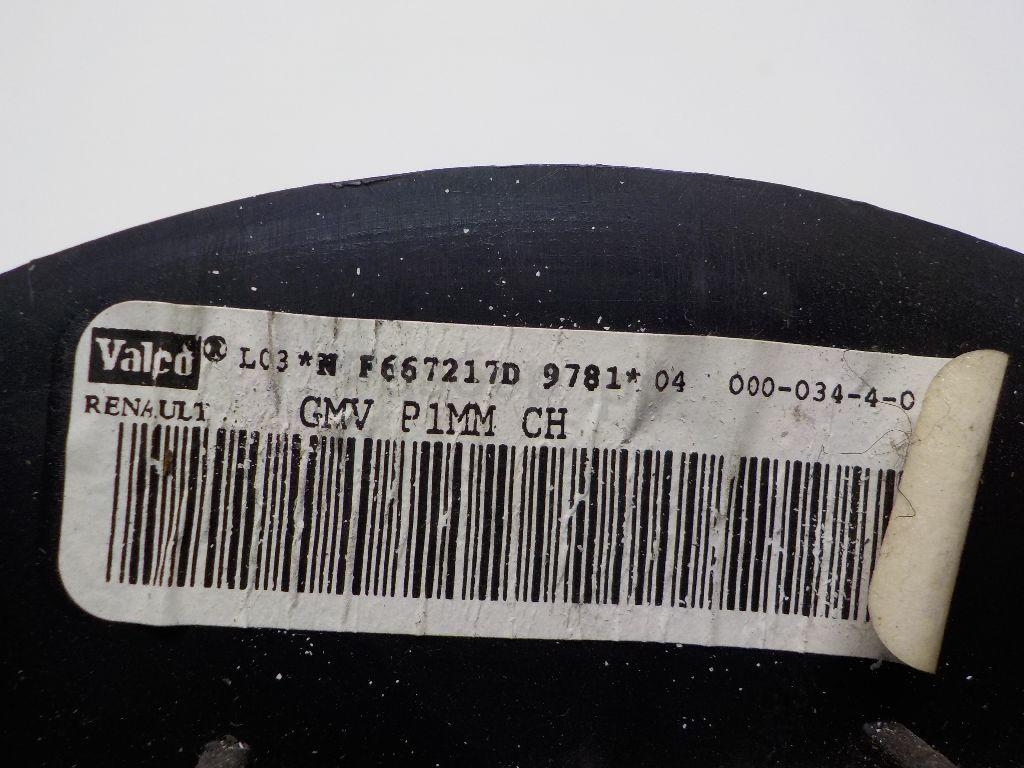 Valeo® L03*N F667217D 9781* 04 000-034-4-0
RENAULT GMV P1MM CH